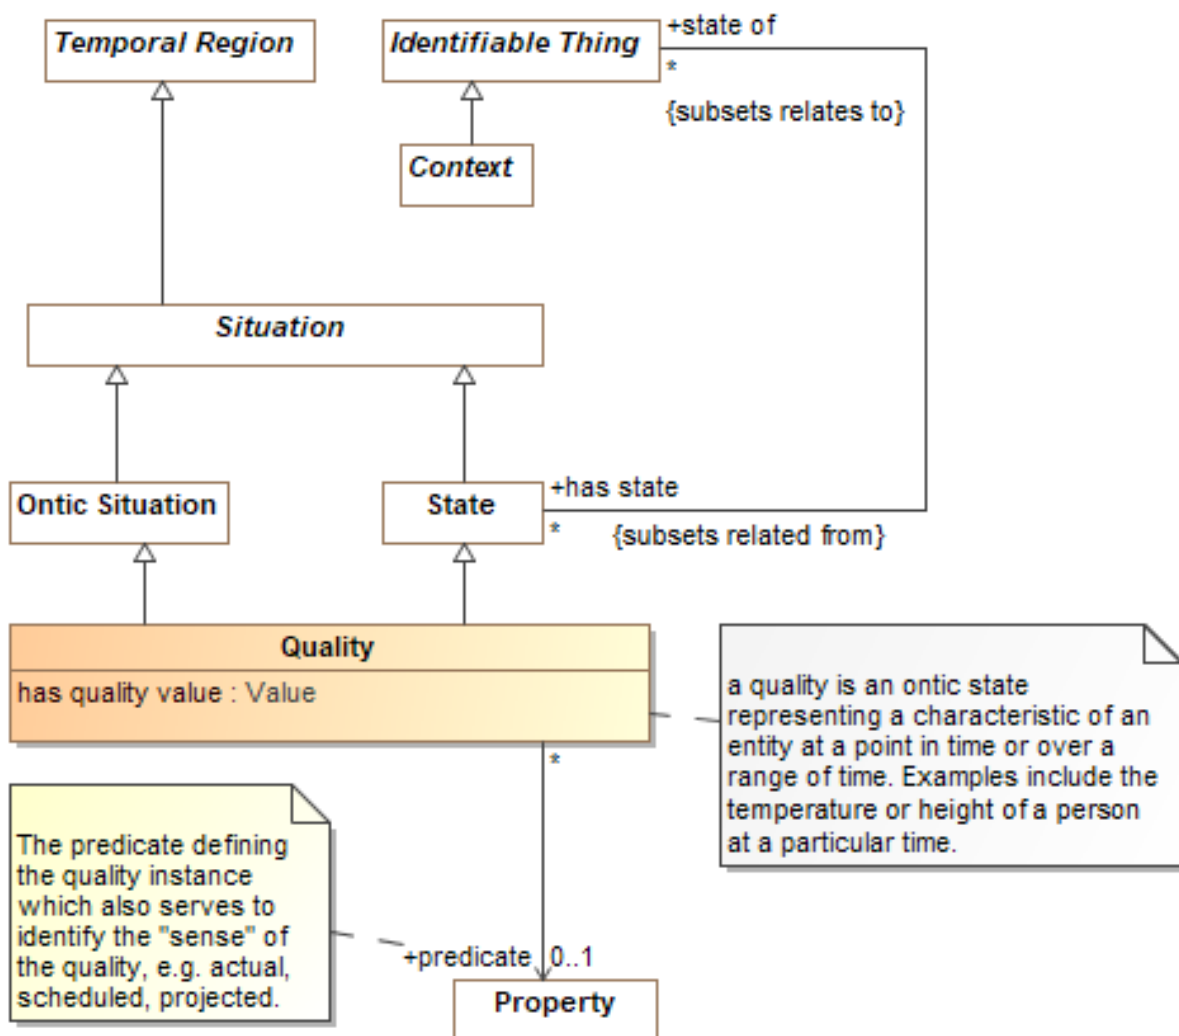 Temporal Region
Identifiable Thing
+state of
*
{subsets relates to}
Context
Situation
Ontic Situation
State
+has state
*
{subsets related from}
Quality
has quality value : Value
a quality is an ontic state
representing a characteristic of an
entity at a point in time or over a
range of time. Examples include the
temperature or height of a person
at a particular time.
*
The predicate defining
the quality instance
which also serves to
identify the "sense" of
the quality, e.g. actual,
scheduled, projected.
+predicate 0..1
Property